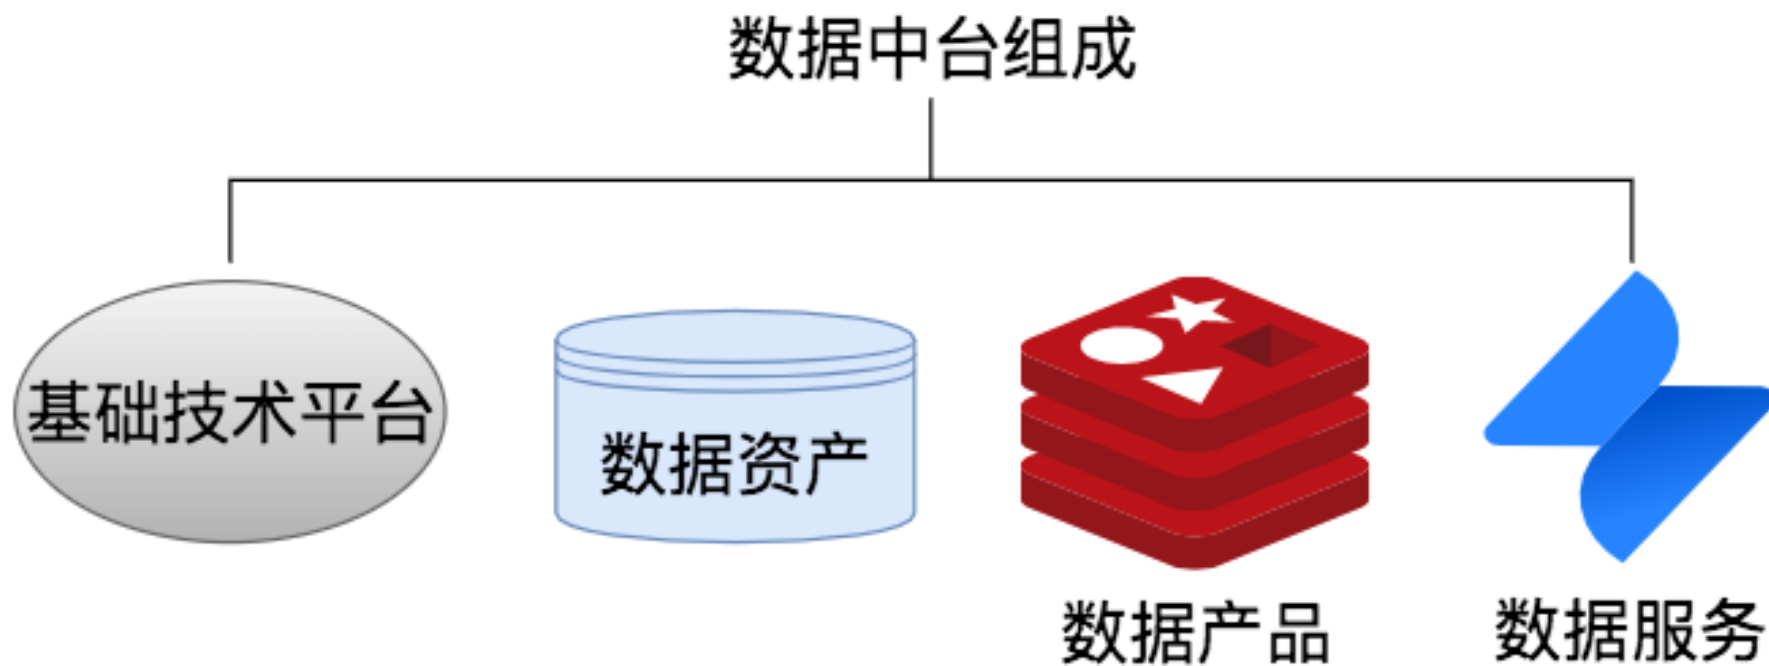 数据中台组成
基础技术平台
数据资产
数据产品
数据服务